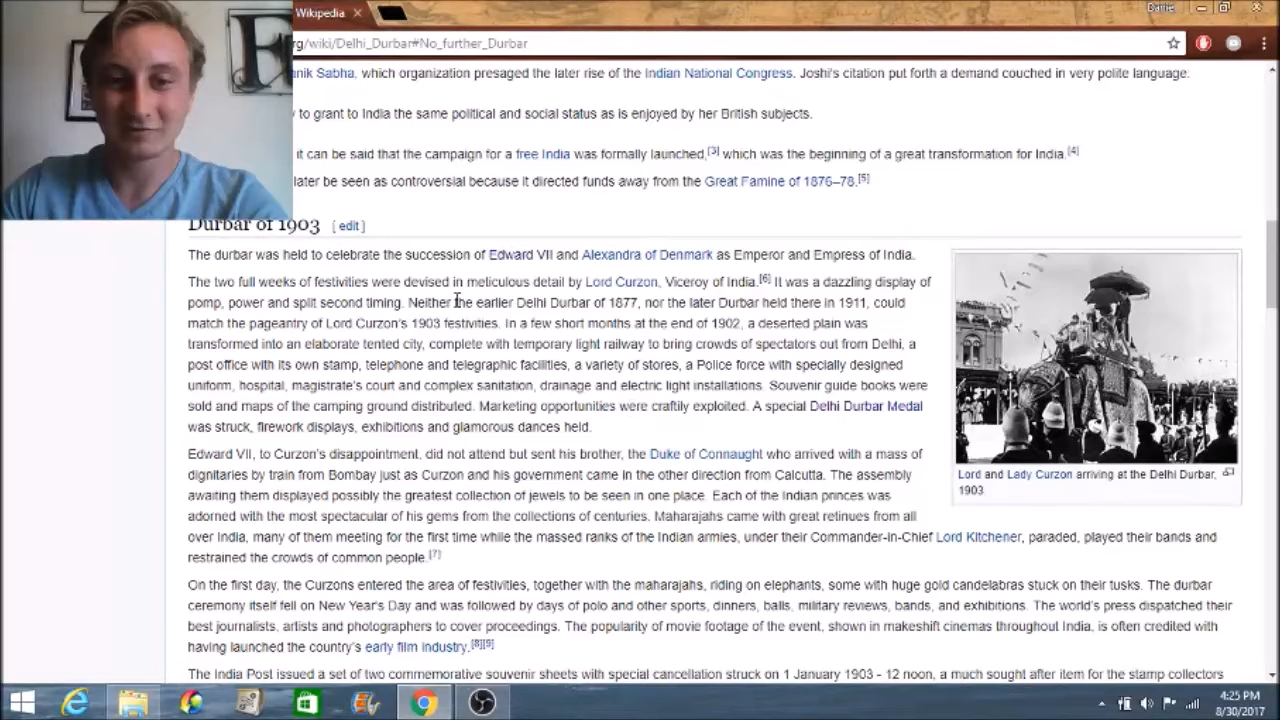 Wikipedia
Daniel
rg/wiki/Delhi_Durbar#No_further_Durbar
nik Sabha, which organization presaged the later rise of the Indian National Congress. Joshi's citation put forth a demand couched in very polite language.
y to grant to India the same political and social status as is enjoyed by her British subjects.
it can be said that the campaign for a free India was formally launched,[3] which was the beginning of a great transformation for India.[4]
later be seen as controversial because it directed funds away from the Great Famine of 1876–78.[5]
Durbar of 1903 [ edit ]
The durbar was held to celebrate the succession of Edward VII and Alexandra of Denmark as Emperor and Empress of India.
The two full weeks of festivities were devised in meticulous detail by Lord Curzon, Viceroy of India.[6] It was a dazzling display of
pomp, power and split second timing. Neither the earlier Delhi Durbar of 1877, nor the later Durbar held there in 1911, could
match the pageantry of Lord Curzon's 1903 festivities. In a few short months at the end of 1902, a deserted plain was
transformed into an elaborate tented city, complete with temporary light railway to bring crowds of spectators out from Delhi, a
post office with its own stamp, telephone and telegraphic facilities, a variety of stores, a Police force with specially designed
uniform, hospital, magistrate's court and complex sanitation, drainage and electric light installations. Souvenir guide books were
sold and maps of the camping ground distributed. Marketing opportunities were craftily exploited. A special Delhi Durbar Medal
was struck, firework displays, exhibitions and glamorous dances held.
Lord and Lady Curzon arriving at the Delhi Durbar,
1903
Edward VII, to Curzon's disappointment, did not attend but sent his brother, the Duke of Connaught who arrived with a mass of
dignitaries by train from Bombay just as Curzon and his government came in the other direction from Calcutta. The assembly
awaiting them displayed possibly the greatest collection of jewels to be seen in one place. Each of the Indian princes was
adorned with the most spectacular of his gems from the collections of centuries. Maharajahs came with great retinues from all
over India, many of them meeting for the first time while the massed ranks of the Indian armies, under their Commander-in-Chief Lord Kitchener, paraded, played their bands and
restrained the crowds of common people.[7]
On the first day, the Curzons entered the area of festivities, together with the maharajahs, riding on elephants, some with huge gold candelabras stuck on their tusks. The durbar
ceremony itself fell on New Year's Day and was followed by days of polo and other sports, dinners, balls, military reviews, bands, and exhibitions. The world's press dispatched their
best journalists, artists and photographers to cover proceedings. The popularity of movie footage of the event, shown in makeshift cinemas throughout India, is often credited with
having launched the country's early film industry.[8][9]
The India Post issued a set of two commemorative souvenir sheets with special cancellation struck on 1 January 1903 - 12 noon, a much sought after item for the stamp collectors
4:25 PM
8/30/2017